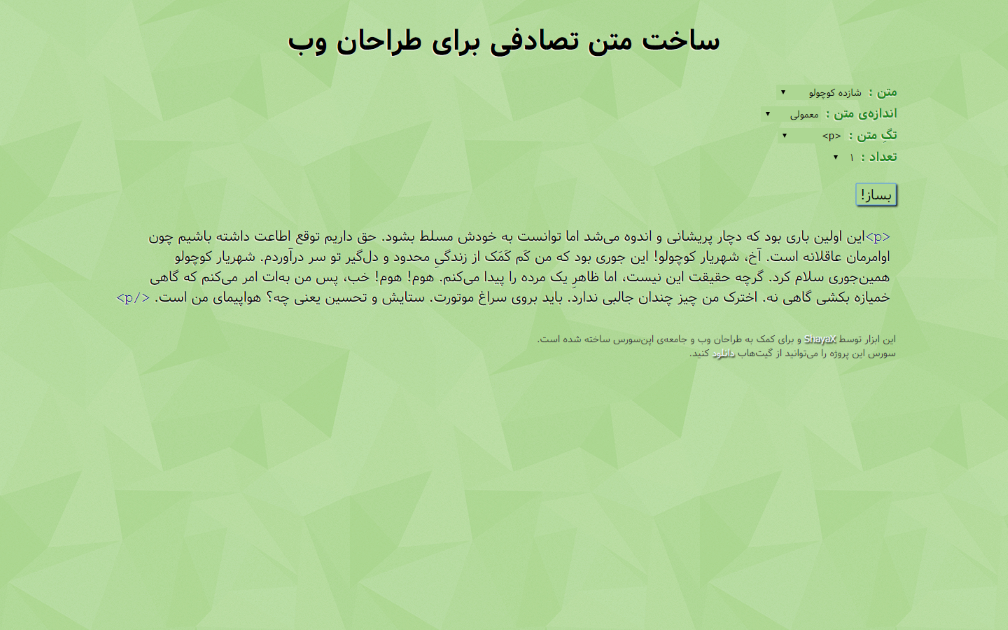 ساخت متن تصادفی برای طراحان وب
متن : شازده کوچولو
اندازه‌ی متن : معمولی
تگِ متن : <p>
تعداد : ۱
بساز!
<p>این اولین باری بود که دچار پریشانی و اندوه می‌شد اما توانست به خودش مسلط بشود. حق داریم توقع اطاعت داشته باشیم چون
اوامرمان عاقلانه است. آخ، شهریار کوچولو! این جوری بود که من کَم کَمَک از زندگیِ محدود و دل‌گیر تو سر درآوردم. شهریار کوچولو
همین‌جوری سلام کرد. گرچه حقیقت این نیست، اما ظاهرِ یک مرده را پیدا می‌کنم. هوم! هوم! خب، پس من به‌ات امر می‌کنم که گاهی
خمیازه بکشی گاهی نه. اخترک من چیز چندان جالبی ندارد. باید بروی سراغ موتورت. ستایش و تحسین یعنی چه؟ هواپیمای من است. </p>
این ابزار توسط ShayaX و برای کمک به طراحان وب و جامعه‌ی اپن‌سورس ساخته شده است.
سورس این پروژه را می‌توانید از گیت‌هاب دانلود کنید.